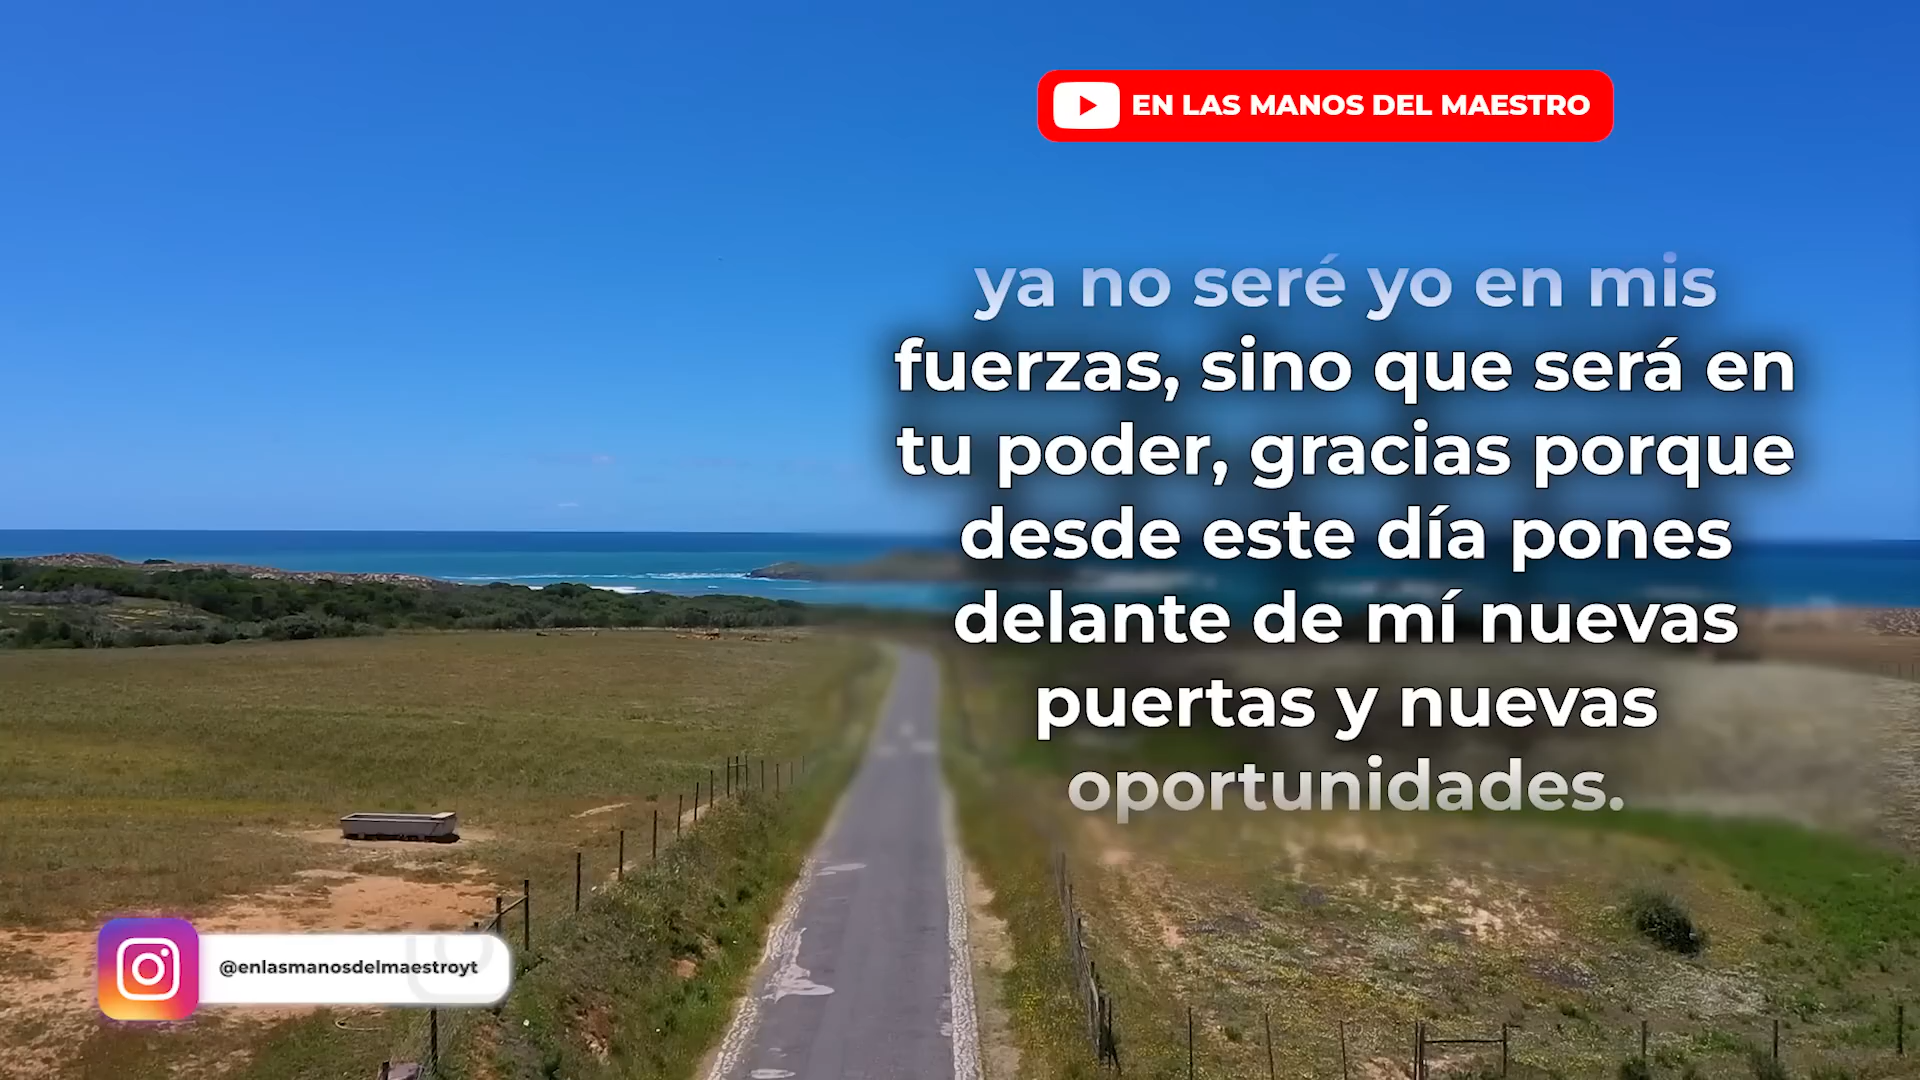 EN LAS MANOS DEL MAESTRO
ya no seré yo en mis
fuerzas, sino que será en
tu poder, gracias porque
desde este día pones
delante de mí nuevas
puertas y nuevas
oportunidades.
@enlasmanosdelmaestroyt